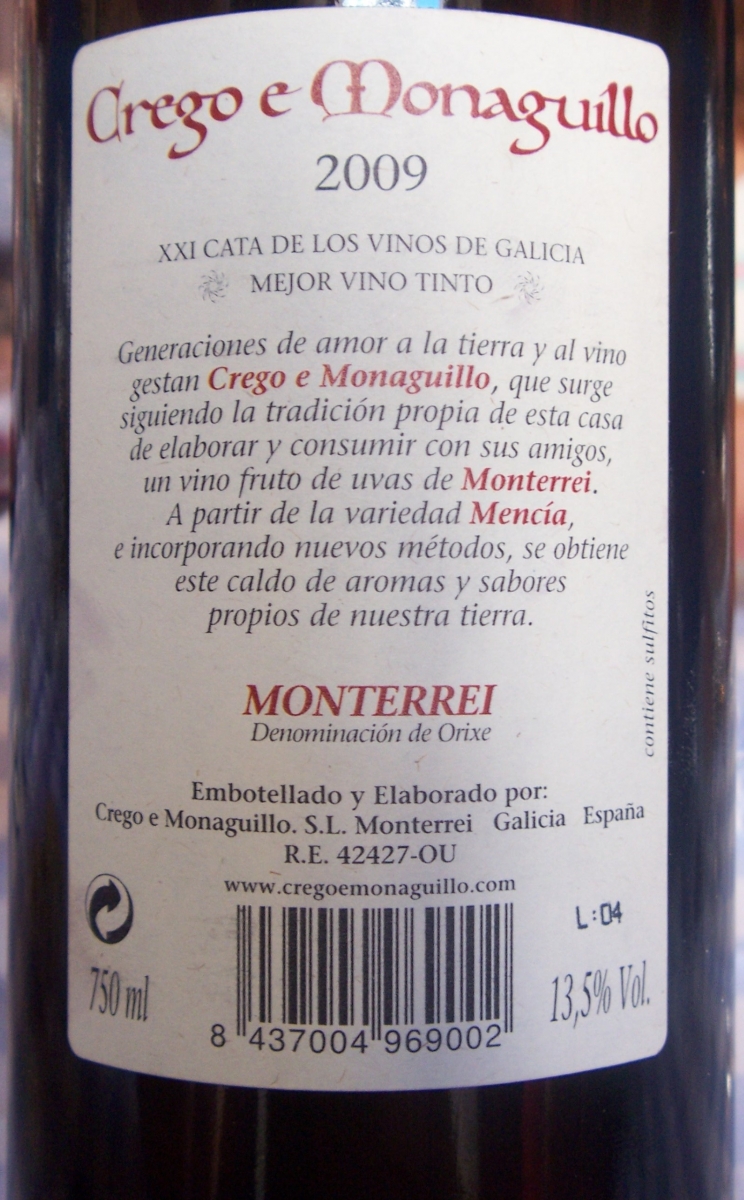 Crego e Monaguillo
2009
XXI CATA DE LOS VINOS DE GALICIA
MEJOR VINO TINTO
Generaciones de amor a la tierra y al vino
gestan Crego e Monaguillo, que surge
siguiendo la tradición propia de esta casa
de elaborar y consumir con sus amigos,
un vino fruto de uvas de Monterrei.
A partir de la variedad Mencía,
e incorporando nuevos métodos, se obtiene
este caldo de aromas y sabores
propios de nuestra tierra.
contiene sulfitos
MONTERREI
Denominación de Orixe
Embotellado y Elaborado por:
Crego e Monaguillo. S.L. Monterrei Galicia España
R.E. 42427-OU
www.cregoemonaguillo.com
L:04
750 ml
13,5% Vol.
8 437004 969002